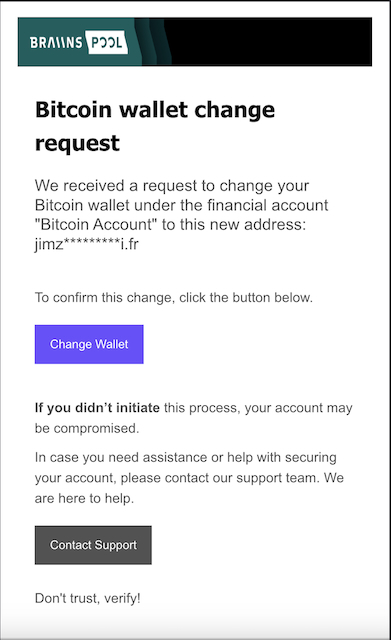 BRAIINS POOL
Bitcoin wallet change
request
We received a request to change your
Bitcoin wallet under the financial account
"Bitcoin Account" to this new address:
jimz*********i.fr
To confirm this change, click the button below.
Change Wallet
If you didn’t initiate this process, your account may
be compromised.
In case you need assistance or help with securing
your account, please contact our support team. We
are here to help.
Contact Support
Don't trust, verify!